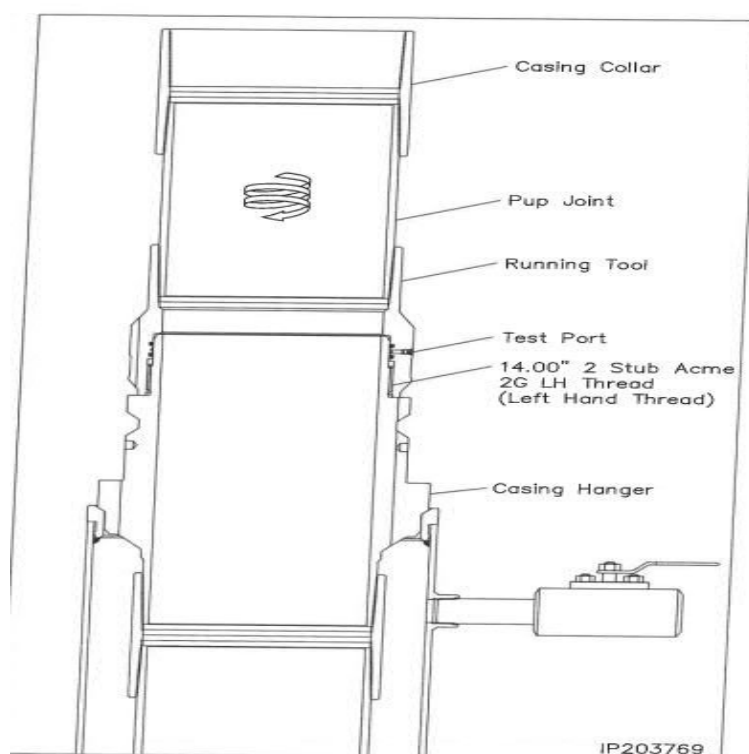 Casing Collar
Pup Joint
Running Tool
Test Port
14.00" 2 Stub Acme
2G LH Thread
(Left Hand Thread)
Casing Hanger
IP203769